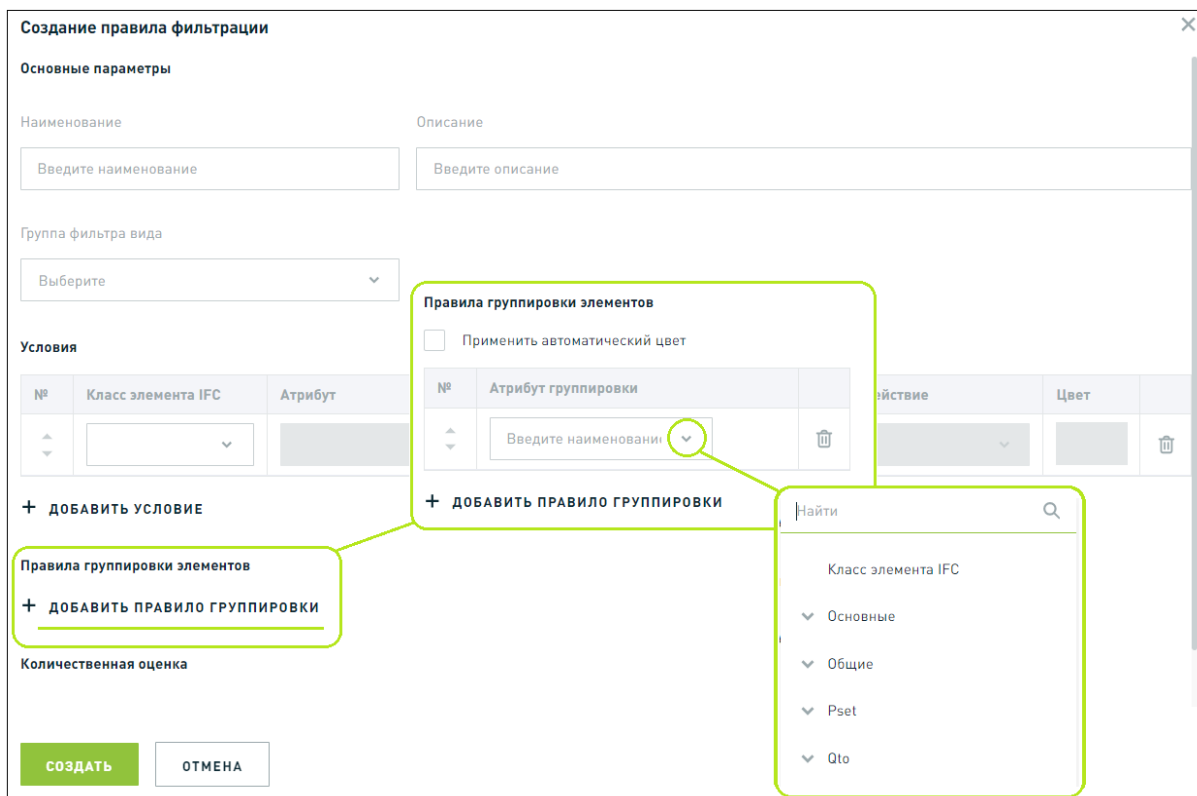 Создание правила фильтрации
Основные параметры
Наименование Описание
Введите наименование Введите описание
Группа фильтра вида
Выберите
Условия
№ Класс элемента IFC Атрибут ействие Цвет
+ ДОБАВИТЬ УСЛОВИЕ
Правила группировки элементов
+ ДОБАВИТЬ ПРАВИЛО ГРУППИРОВКИ
Количественная оценка
СОЗДАТЬ ОТМЕНА
Правила группировки элементов
Применить автоматический цвет
№ Атрибут группировки
Введите наименовани
+ ДОБАВИТЬ ПРАВИЛО ГРУППИРОВКИ
Найти
Класс элемента IFC
Основные
Общие
Pset
Qto